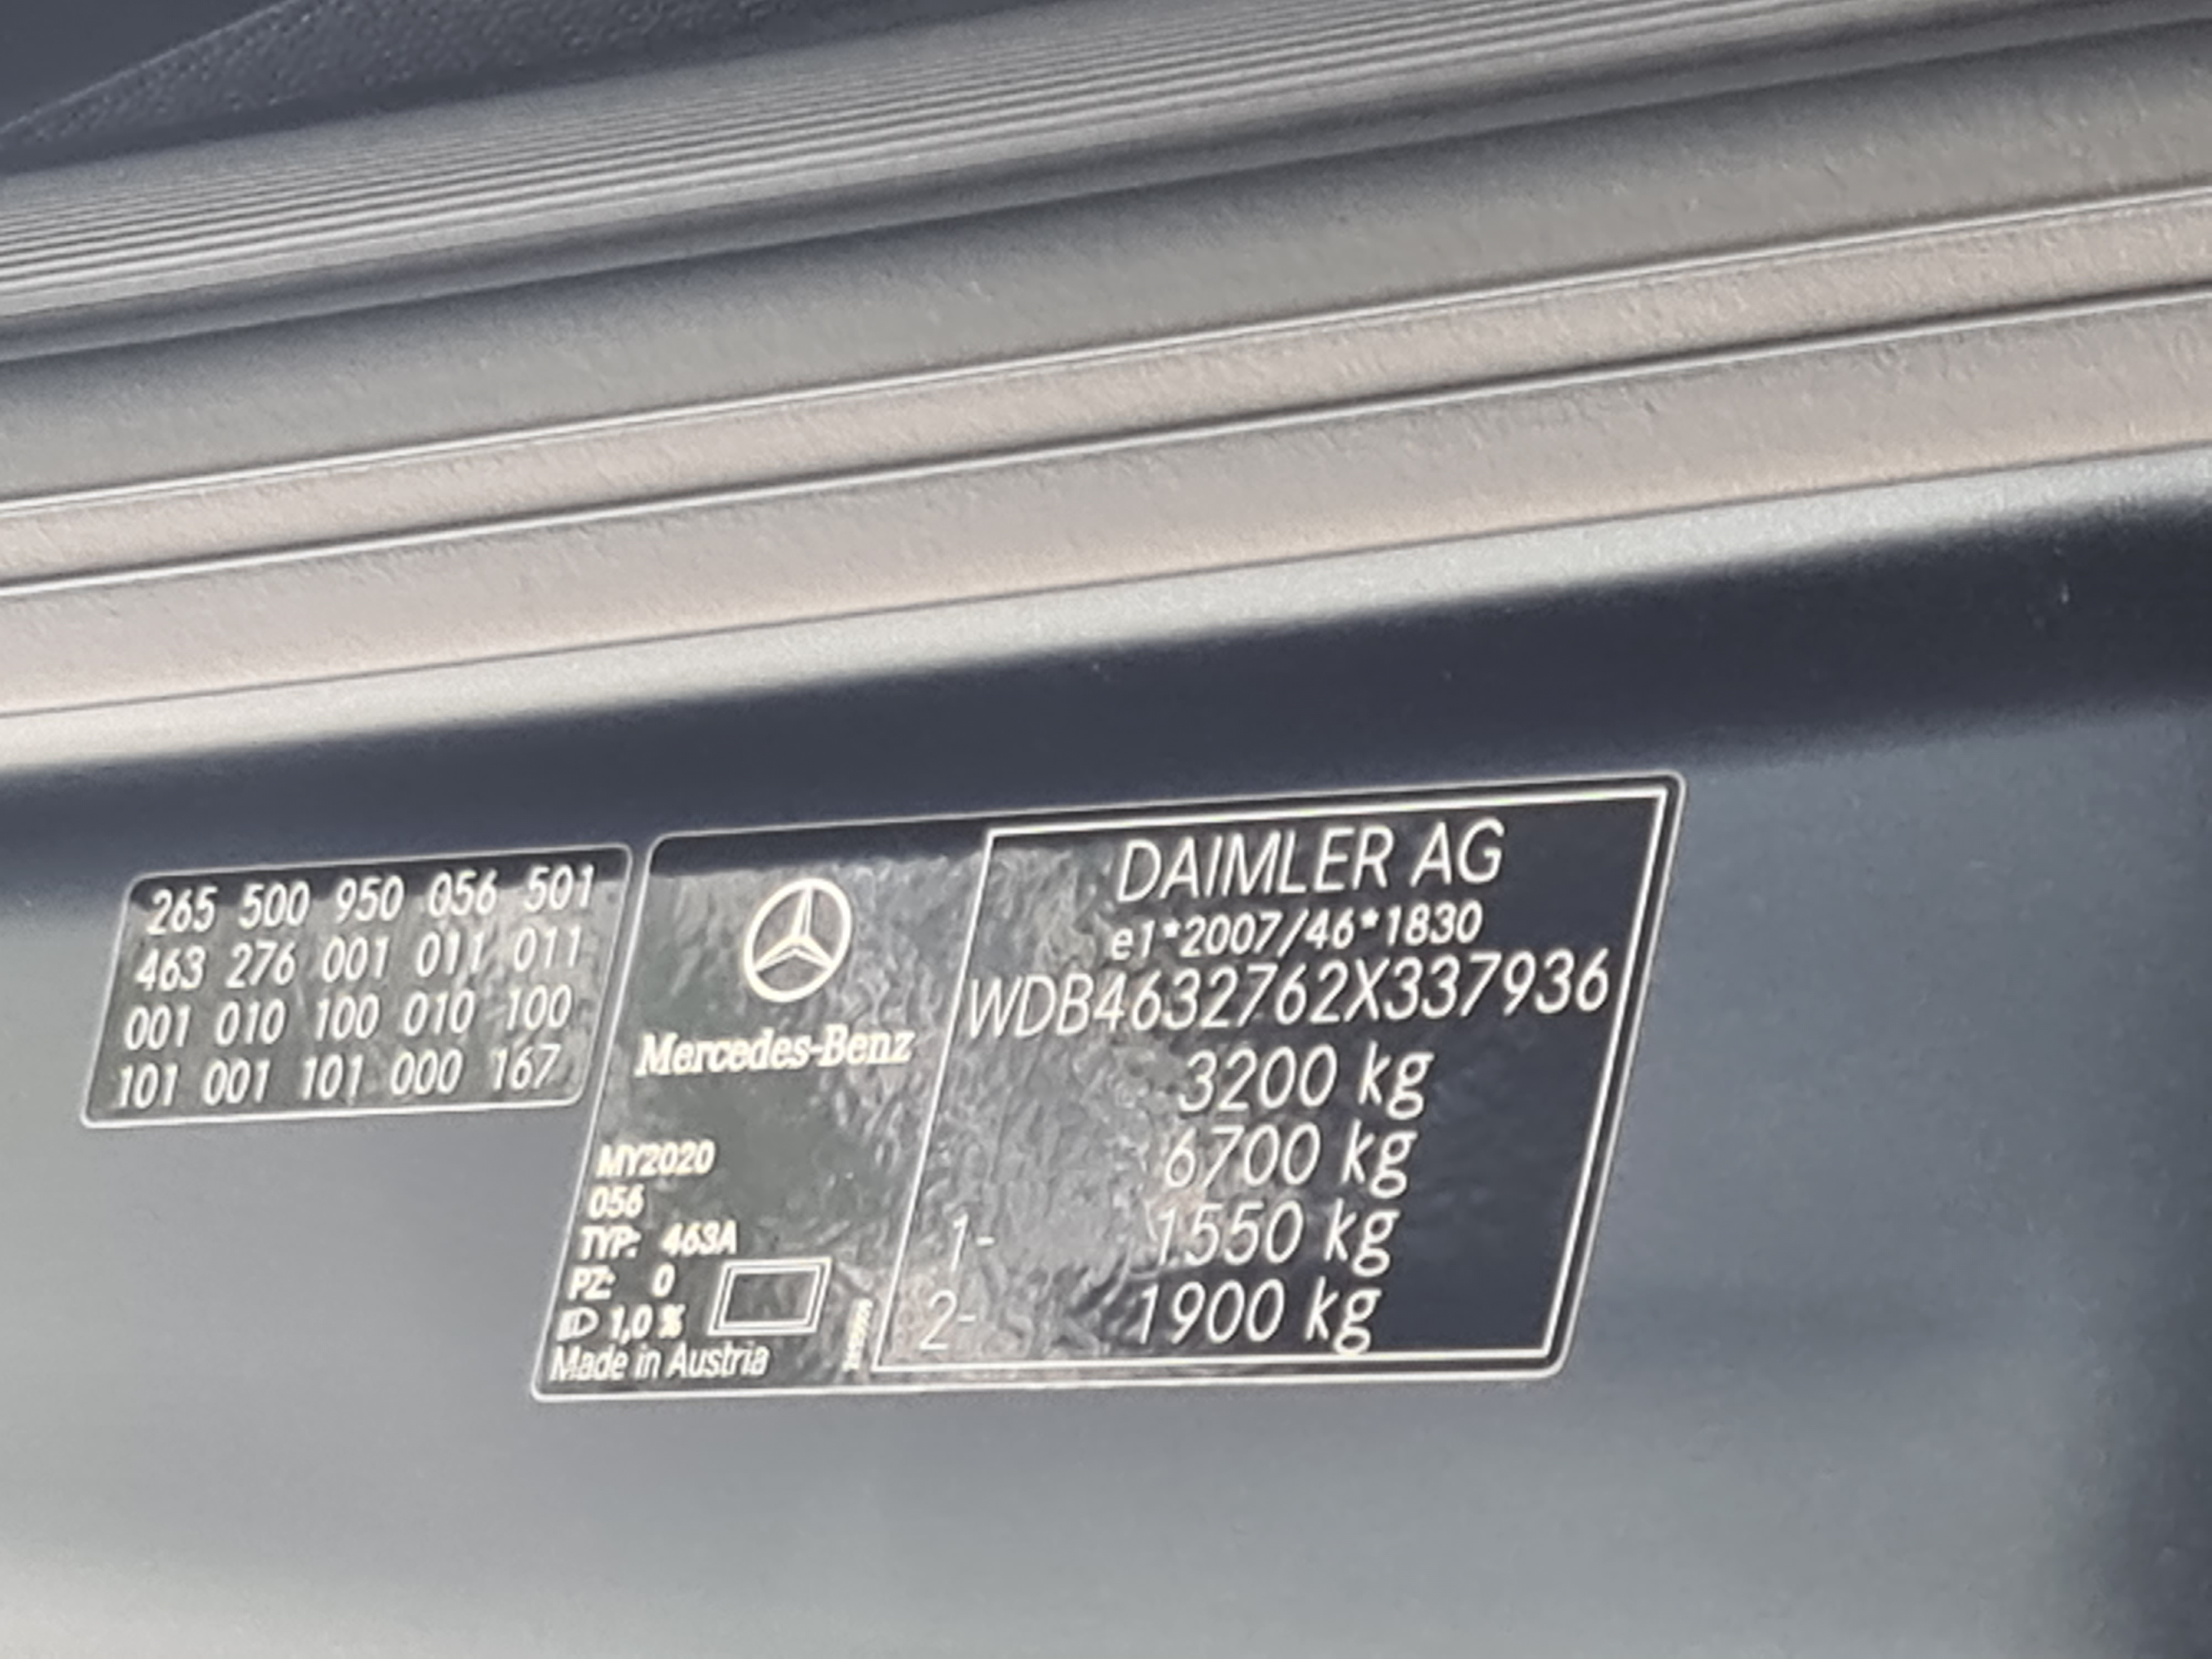 265 500 950 056 501
463 276 001 011 011
001 010 100 010 100
101 001 101 000 167
Mercedes-Benz
MY2020
056
TYP: 463A
PZ: 0
1,0 %
Made in Austria
DAIMLER AG
e1*2007/46*1830
WDB4632762X337936
3200 kg
6700 kg
1- 1550 kg
2- 1900 kg